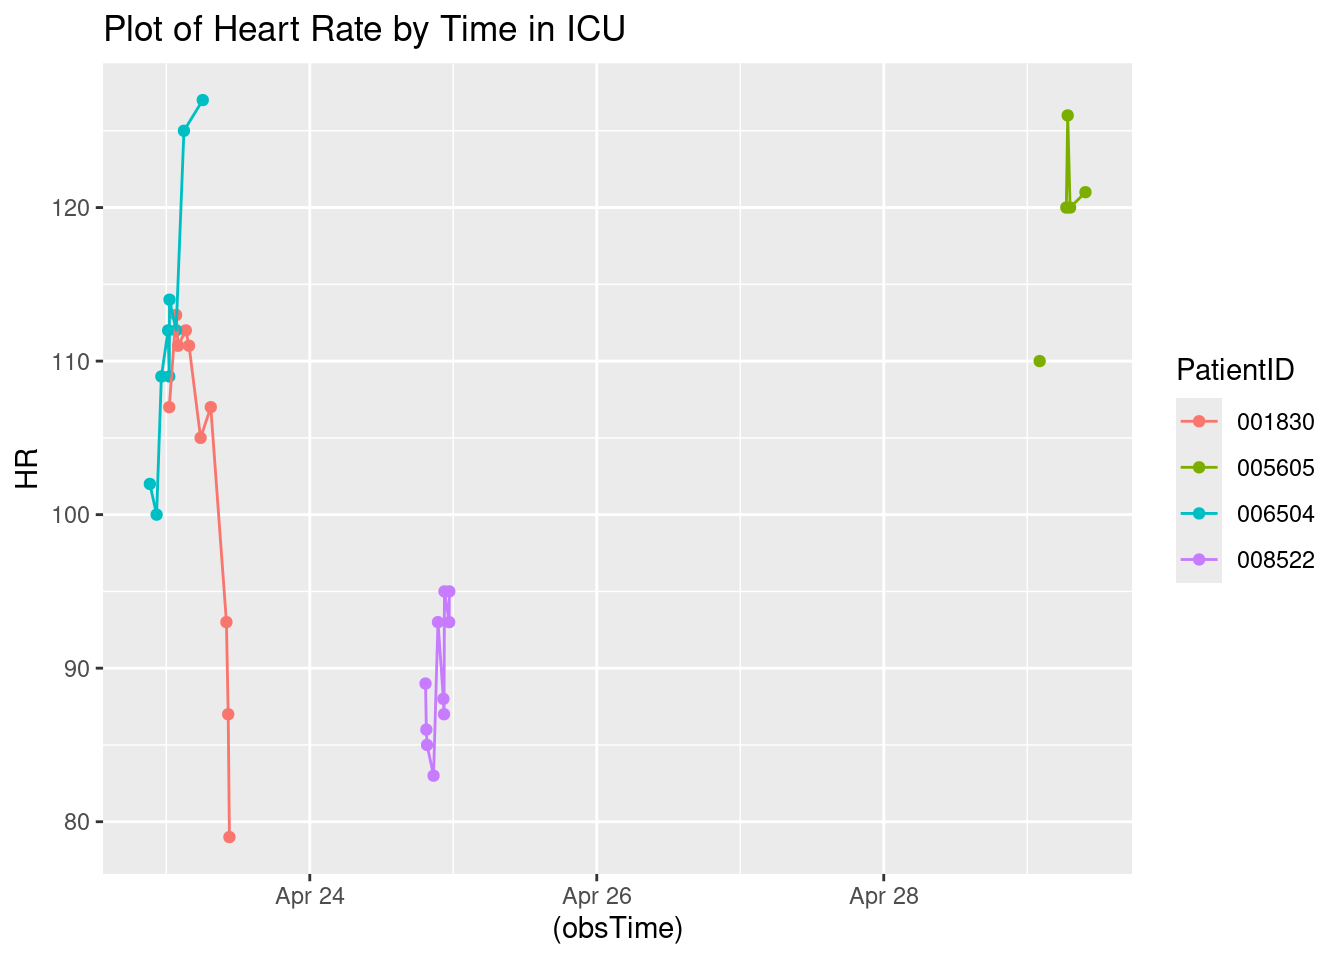 Plot of Heart Rate by Time in ICU
HR
120
110
100
90
80
Apr 24
Apr 26
Apr 28
(obsTime)
PatientID
001830
005605
006504
008522